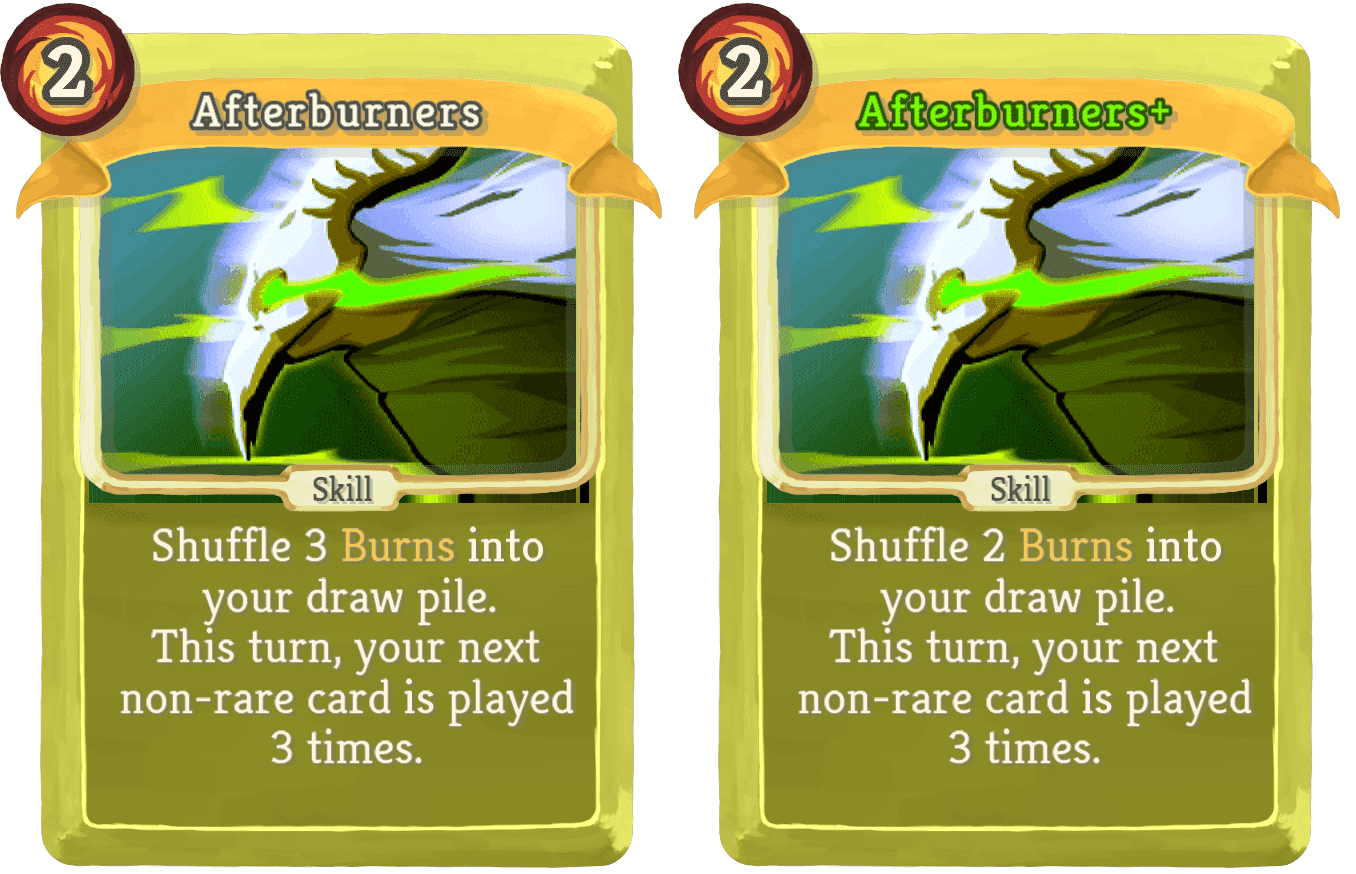 2
Afterburners
Skill
Shuffle 3 Burns into
your draw pile.
This turn, your next
non-rare card is played
3 times.
2
Afterburners+
Skill
Shuffle 2 Burns into
your draw pile.
This turn, your next
non-rare card is played
3 times.